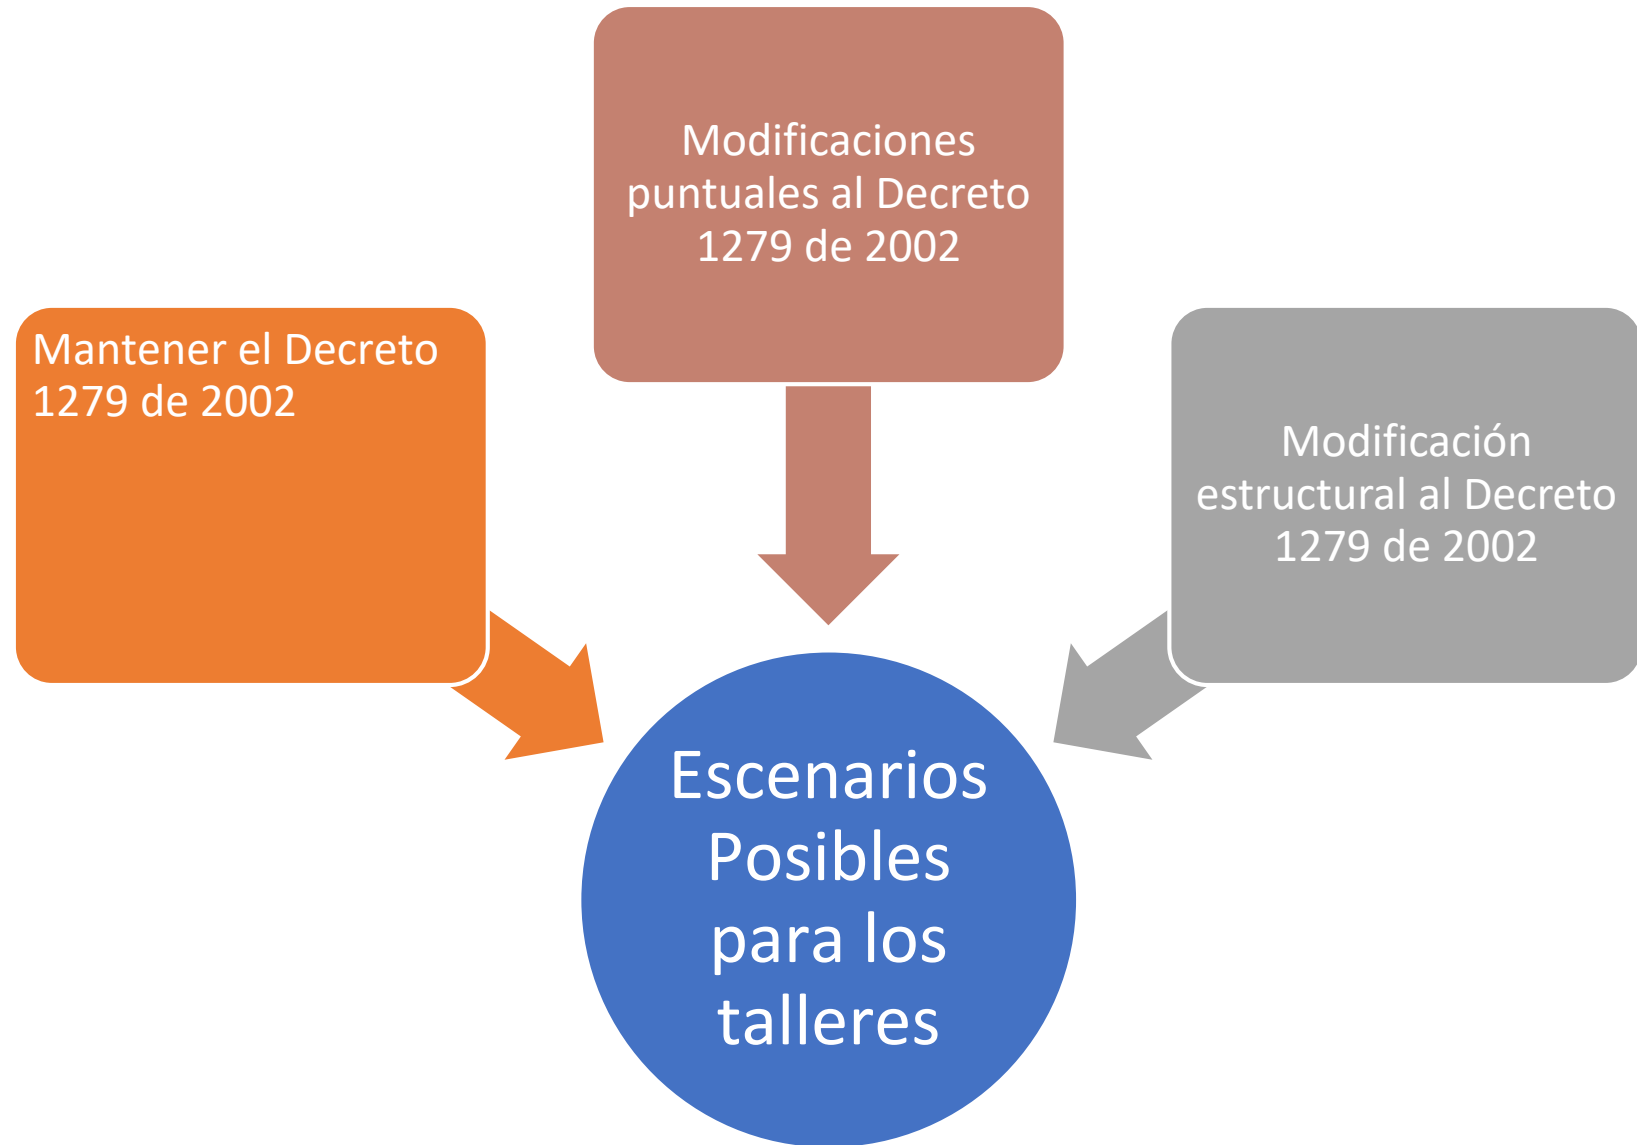 Modificaciones
puntuales al Decreto
1279 de 2002
Mantener el Decreto
1279 de 2002
Modificación
estructural al Decreto
1279 de 2002
Escenarios
Posibles
para los
talleres